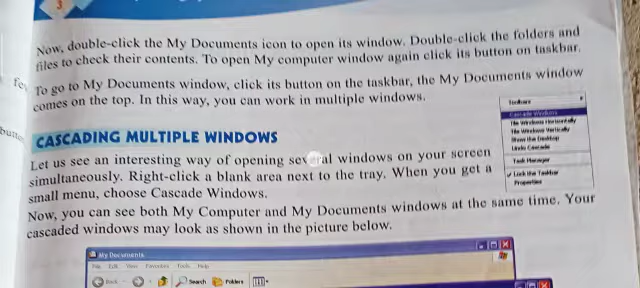 3
Now, double-click the My Documents icon to open its window. Double-click the folders and
files to check their contents. To open My computer window again click its button on taskbar.
To go to My Documents window, click its button on the taskbar, the My Documents window
comes on the top. In this way, you can work in multiple windows.
CASCADING MULTIPLE WINDOWS
Let us see an interesting way of opening several windows on your screen
simultaneously. Right-click a blank area next to the tray. When you get a
small menu, choose Cascade Windows.
Now, you can see both My Computer and My Documents windows at the same time. Your
cascaded windows may look as shown in the picture below.
Toolbars
Cascade Windows
Tile Windows Horizontally
Tile Windows Vertically
Show the Desktop
Undo Cascade
Task Manager
Lock the Taskbar
Properties
My Documents
File Edit View Favorites Tools Help
Back Search Folders